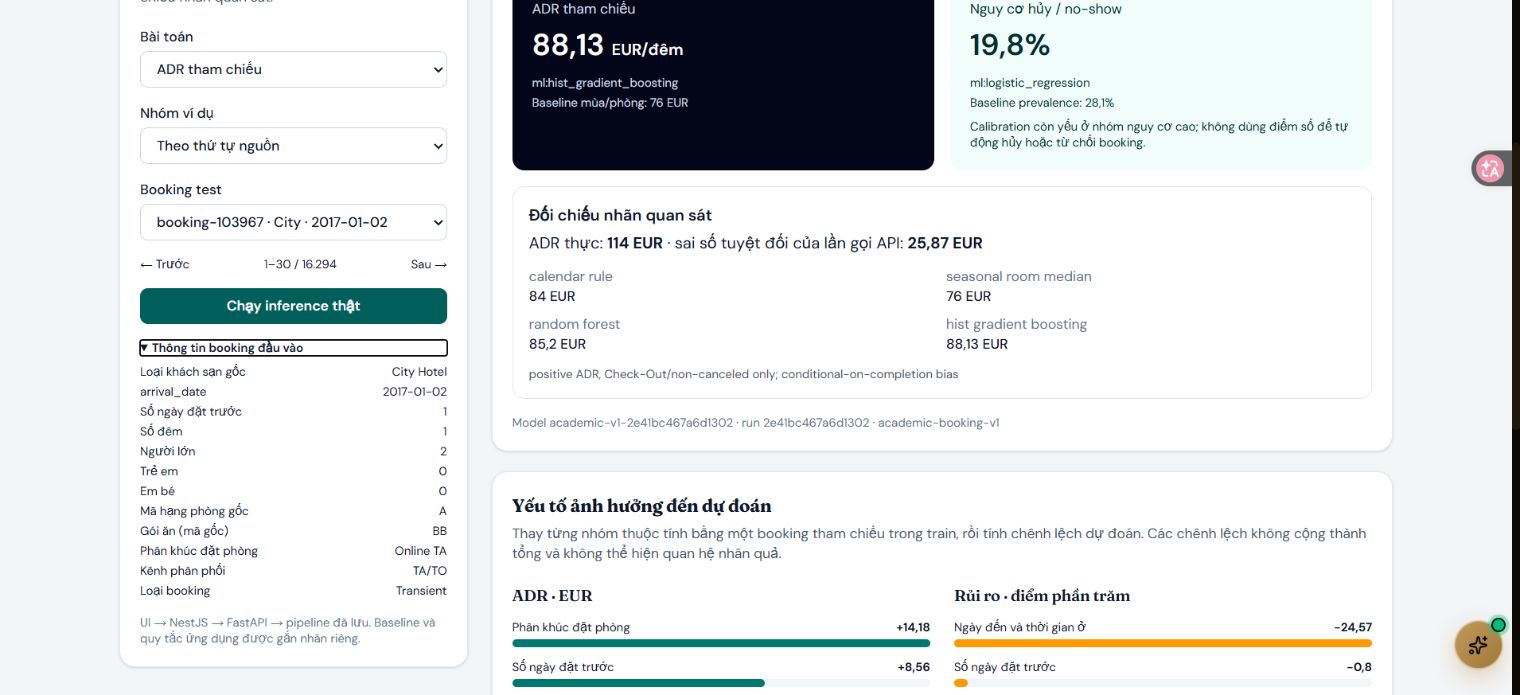 Bài toán
ADR tham chiếu
Nhóm ví dụ
Theo thứ tự nguồn
Booking test
booking-103967 · City · 2017-01-02
← Trước 1–30 / 16.294 Sau →
Chạy inference thật
▼ Thông tin booking đầu vào
Loại khách sạn gốc City Hotel
arrival_date 2017-01-02
Số ngày đặt trước 1
Số đêm 1
Người lớn 2
Trẻ em 0
Em bé 0
Mã hạng phòng gốc A
Gói ăn (mã gốc) BB
Phân khúc đặt phòng Online TA
Kênh phân phối TA/TO
Loại booking Transient
UI → NestJS → FastAPI → pipeline đã lưu. Baseline và
quy tắc ứng dụng được gắn nhãn riêng.
ADR tham chiếu
88,13 EUR/đêm
ml:hist_gradient_boosting
Baseline mùa/phòng: 76 EUR
Nguy cơ hủy / no-show
19,8%
ml:logistic_regression
Baseline prevalence: 28,1%
Calibration còn yếu ở nhóm nguy cơ cao; không dùng điểm số để tự
động hủy hoặc từ chối booking.
Đối chiếu nhãn quan sát
ADR thực: 114 EUR · sai số tuyệt đối của lần gọi API: 25,87 EUR
calendar rule
84 EUR
seasonal room median
76 EUR
random forest
85,2 EUR
hist gradient boosting
88,13 EUR
positive ADR, Check-Out/non-canceled only; conditional-on-completion bias
Model academic-v1-2e41bc467a6d1302 · run 2e41bc467a6d1302 · academic-booking-v1
Yếu tố ảnh hưởng đến dự đoán
Thay từng nhóm thuộc tính bằng một booking tham chiếu trong train, rồi tính chênh lệch dự đoán. Các chênh lệch không cộng thành
tổng và không thể hiện quan hệ nhân quả.
ADR · EUR
Phân khúc đặt phòng +14,18
Số ngày đặt trước +8,56
Rủi ro · điểm phần trăm
Ngày đến và thời gian ở -24,57
Số ngày đặt trước -0,8